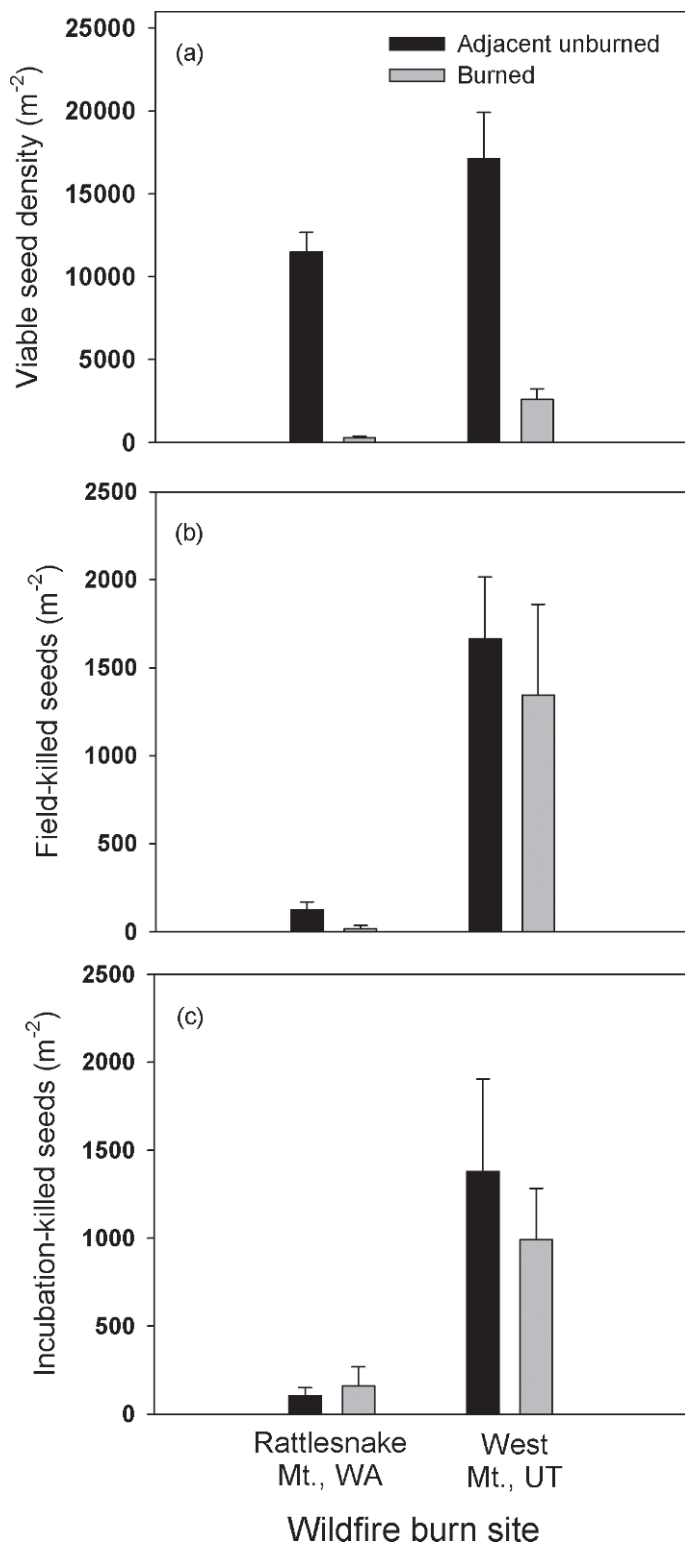 (a)
Adjacent unburned
Burned
Viable seed density (m⁻²)
20000
15000
10000
5000
0
(b)
Field-killed seeds (m⁻²)
2500
2000
1500
1000
500
0
(c)
Incubation-killed seeds (m⁻²)
2500
2000
1500
1000
500
0
25000
Rattlesnake
Mt., WA
West
Mt., UT
Wildfire burn site